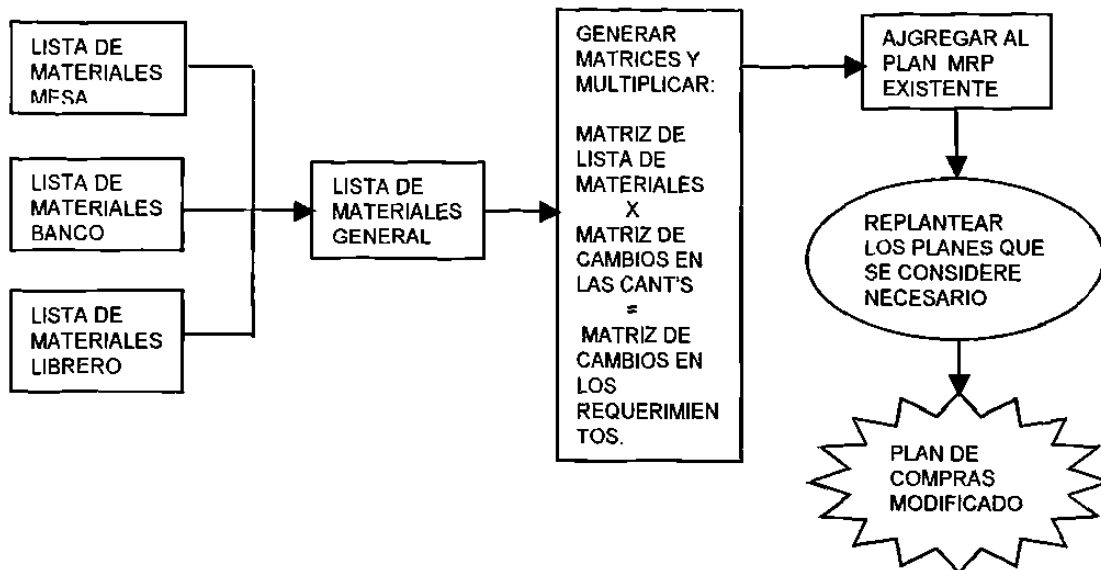 LISTA DE
MATERIALES
MESA
LISTA DE
MATERIALES
BANCO
LISTA DE
MATERIALES
LIBRERO
LISTA DE
MATERIALES
GENERAL
GENERAR
MATRICES Y
MULTIPLICAR:
MATRIZ DE
LISTA DE
MATERIALES
X
MATRIZ DE
CAMBIOS EN
LAS CANT'S
=
MATRIZ DE
CAMBIOS EN
LOS
REQUERIMIEN
TOS.
AJGREGAR AL
PLAN MRP
EXISTENTE
REPLANTEAR
LOS PLANES QUE
SE CONSIDERE
NECESARIO
PLAN DE
COMPRAS
MODIFICADO